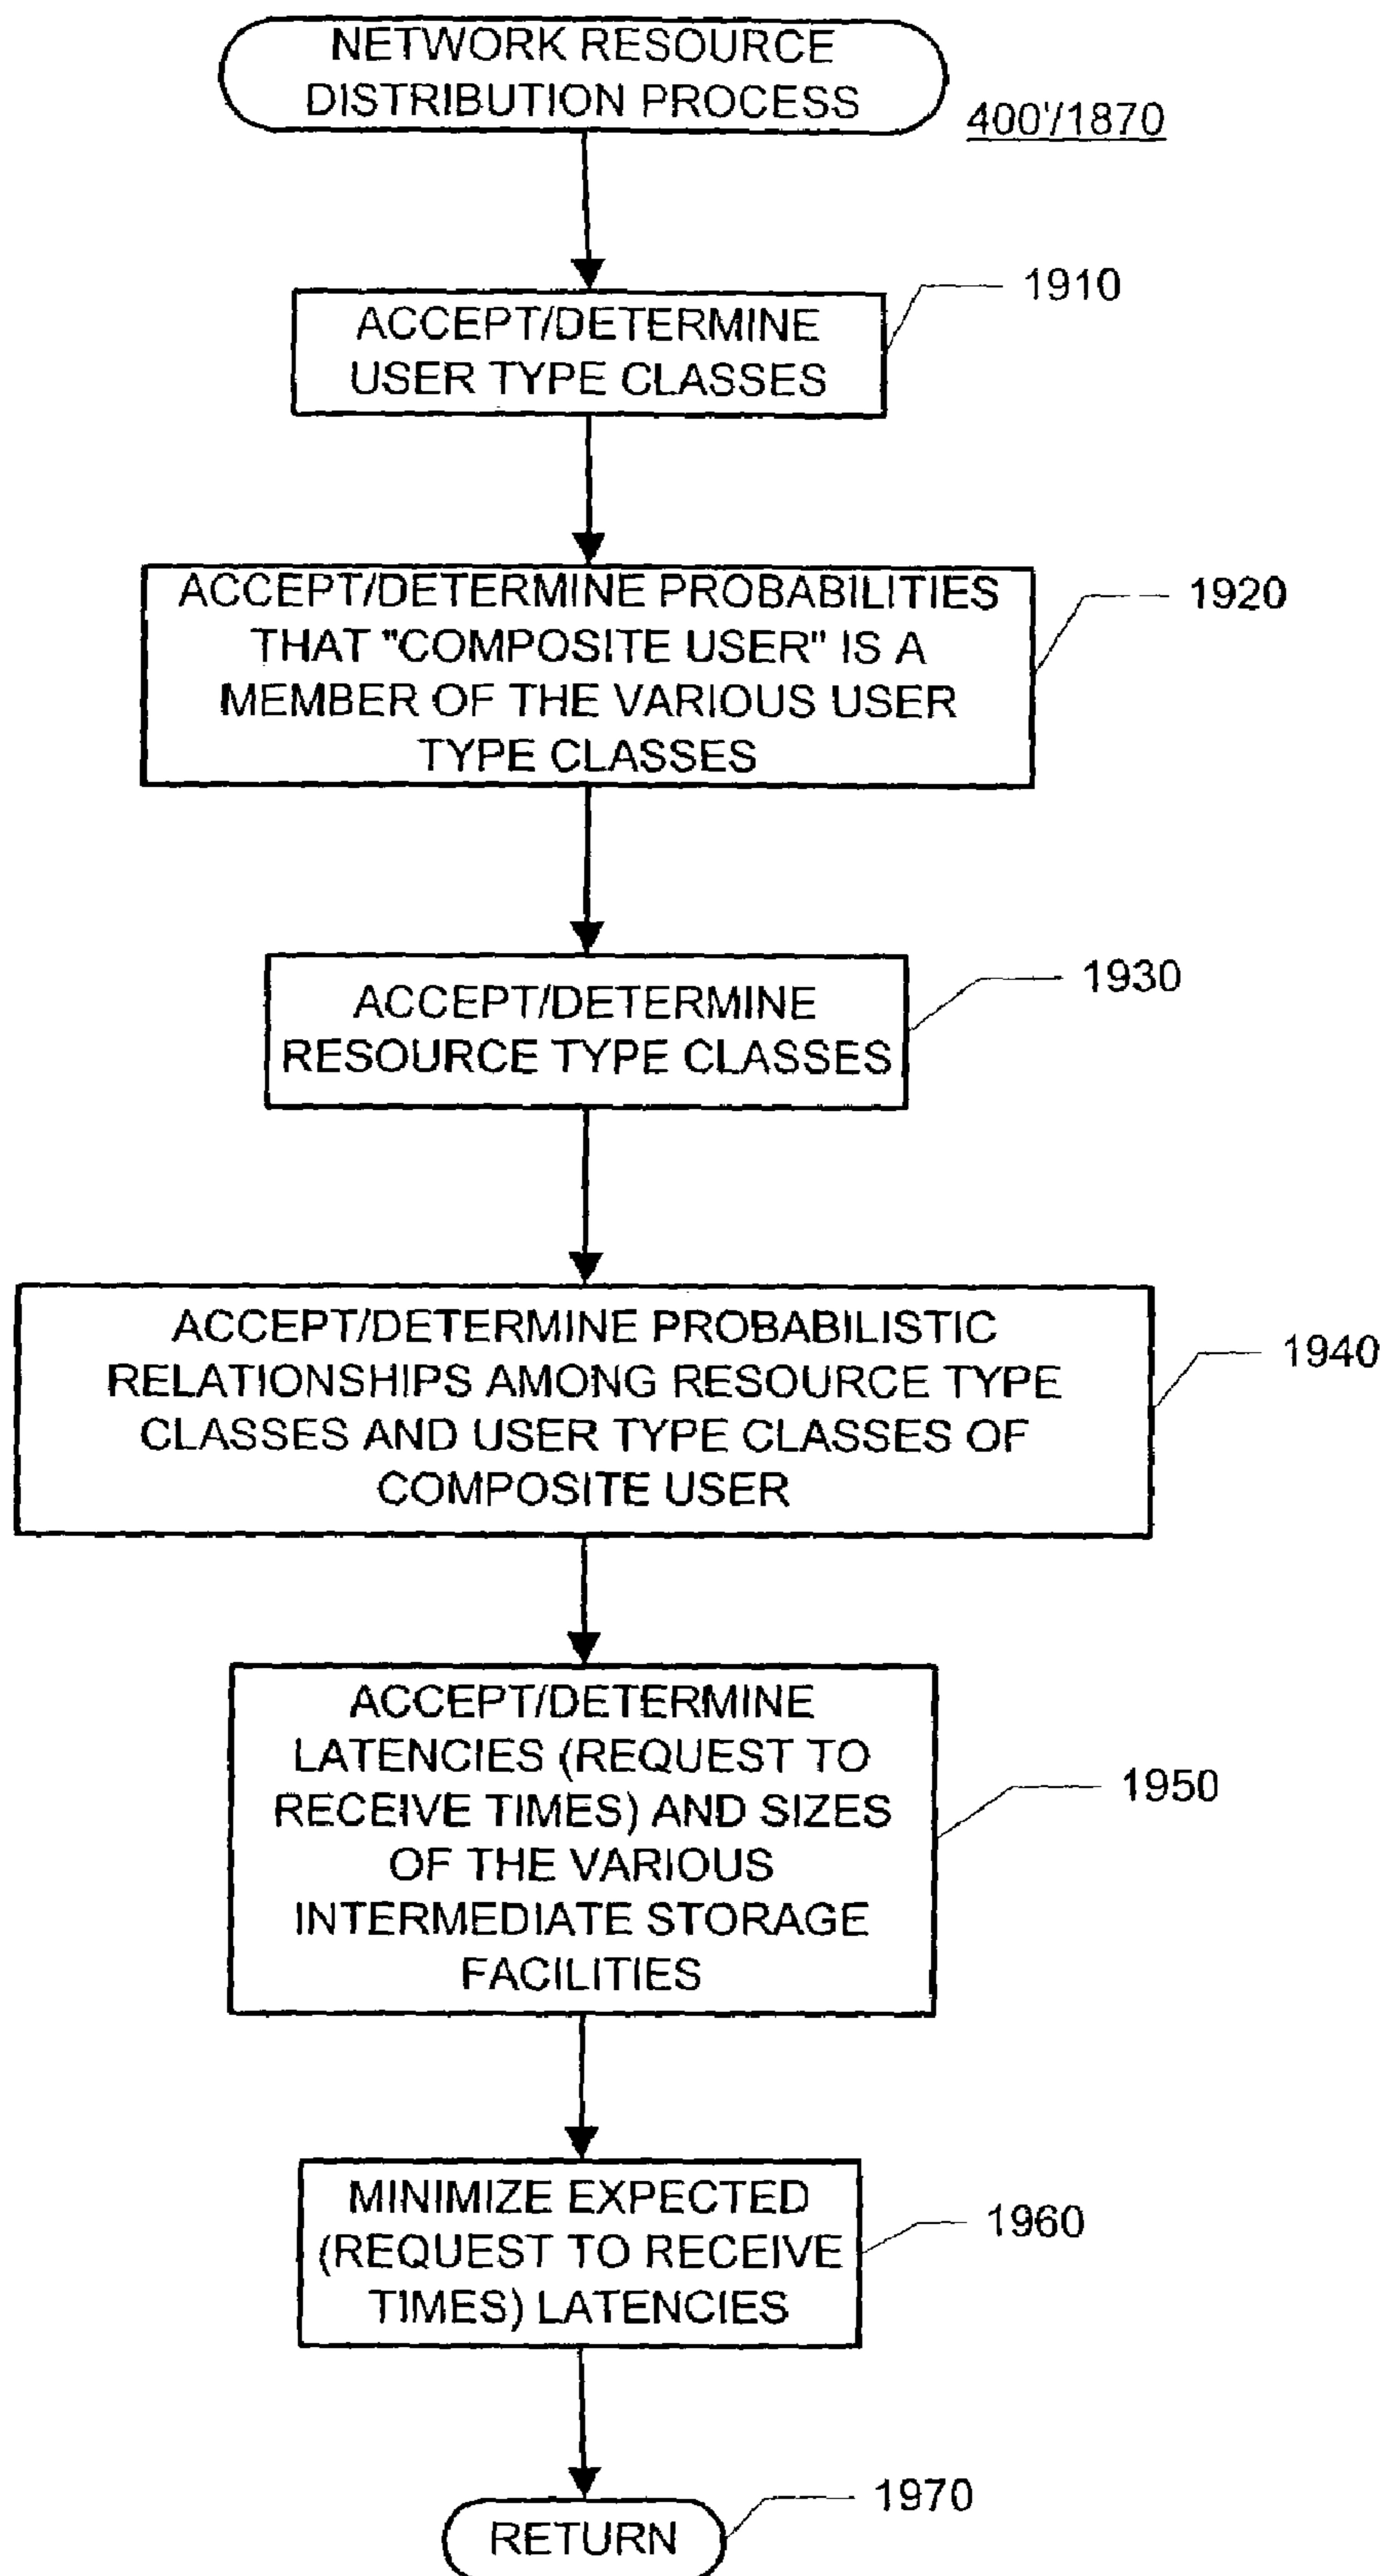 NETWORK RESOURCE
DISTRIBUTION PROCESS
400'/1870
ACCEPT/DETERMINE
USER TYPE CLASSES
1910
ACCEPT/DETERMINE PROBABILITIES
THAT "COMPOSITE USER" IS A
MEMBER OF THE VARIOUS USER
TYPE CLASSES
1920
ACCEPT/DETERMINE
RESOURCE TYPE CLASSES
1930
ACCEPT/DETERMINE PROBABILISTIC
RELATIONSHIPS AMONG RESOURCE TYPE
CLASSES AND USER TYPE CLASSES OF
COMPOSITE USER
1940
ACCEPT/DETERMINE
LATENCIES (REQUEST TO
RECEIVE TIMES) AND SIZES
OF THE VARIOUS
INTERMEDIATE STORAGE
FACILITIES
1950
MINIMIZE EXPECTED
(REQUEST TO RECEIVE
TIMES) LATENCIES
1960
RETURN
1970